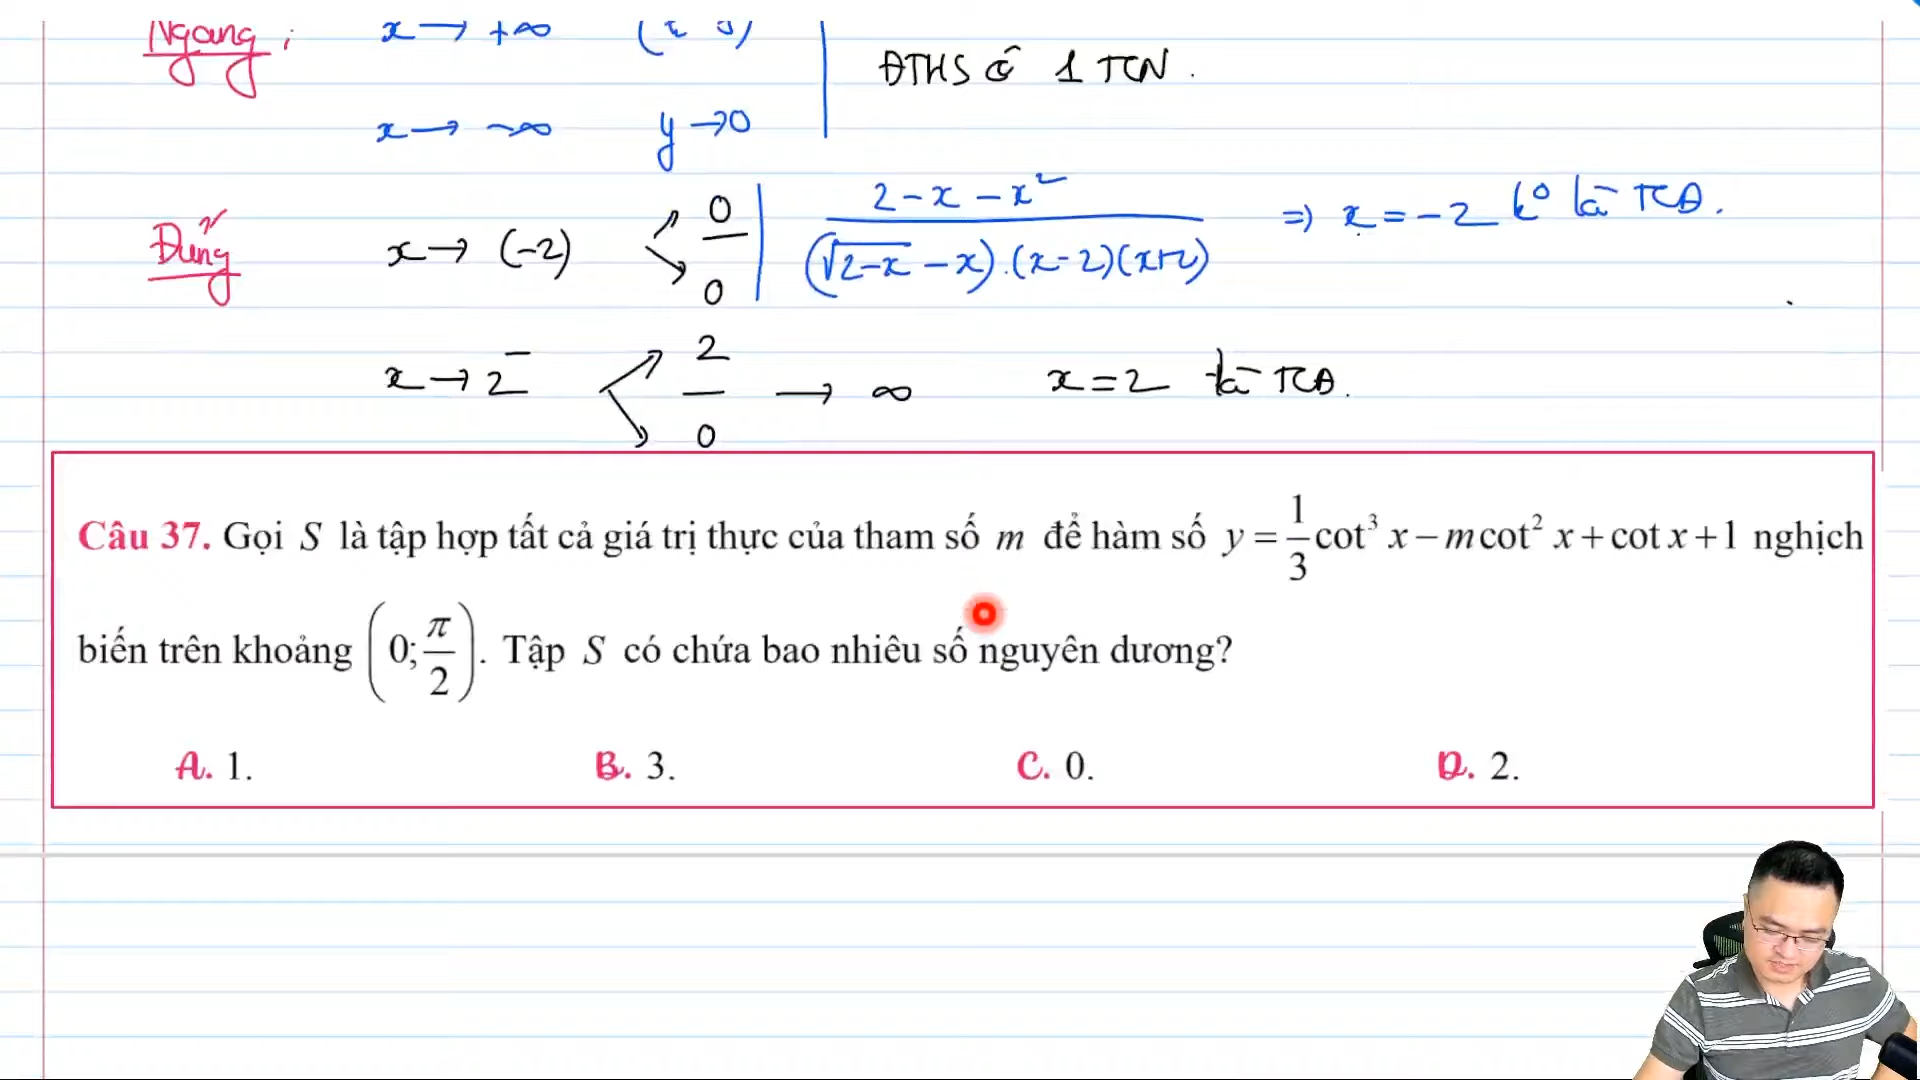 Ngang: x → +∞
ĐTHS có 1 TCN.
x → -∞ y → 0
Đứng x → (-2) 0/0 (2 - x - x²)/((√(2-x) - x).(x-2)(x+2)) ⇒ x = -2 k° là TCĐ.
x → 2⁻ 2/0 → ∞ x = 2 là TCĐ.
Câu 37. Gọi S là tập hợp tất cả giá trị thực của tham số m để hàm số y = 1/3 cot³ x − m cot² x + cot x + 1 nghịch
biến trên khoảng (0; π/2). Tập S có chứa bao nhiêu số nguyên dương?
A. 1. B. 3. C. 0. D. 2.